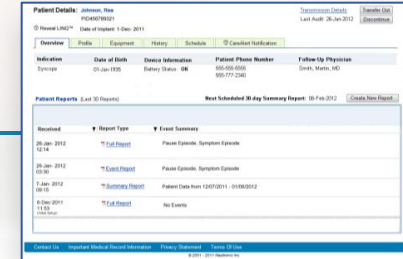 Patient Details: Johnson, Ron
PID456789321
Transmission Details Transfer Out
Last Audit 26-Jan-2012 Discontinue
Reveal LINQ™ Date of Implant: 1-Dec-2011
Overview Profile Equipment History Schedule CareAlert Notification
Indication Date of Birth Device Information Patient Phone Number Follow-Up Physician
Syncope 01-Jan-1935 Battery Status OK 555-555-5555 Smith, Martin, MD
555-777-2340
Patient Reports (Last 30 Reports) Next Scheduled 30 day Summary Report: 08-Feb-2012 Create New Report
Received Report Type Event Summary
26-Jan-2012 Full Report Pause Episode, Symptom Episode
12:14
26-Jan-2012 Event Report Pause Episode, Symptom Episode
03:30
7-Jan-2012 Summary Report Patient Data from 12/07/2011 - 01/06/2012
09:15
6-Dec-2011 Full Report No Events
11:53
Contact Us Important Medical Record Information Privacy Statement Terms Of Use
© 2001 - 2011 Medtronic Inc